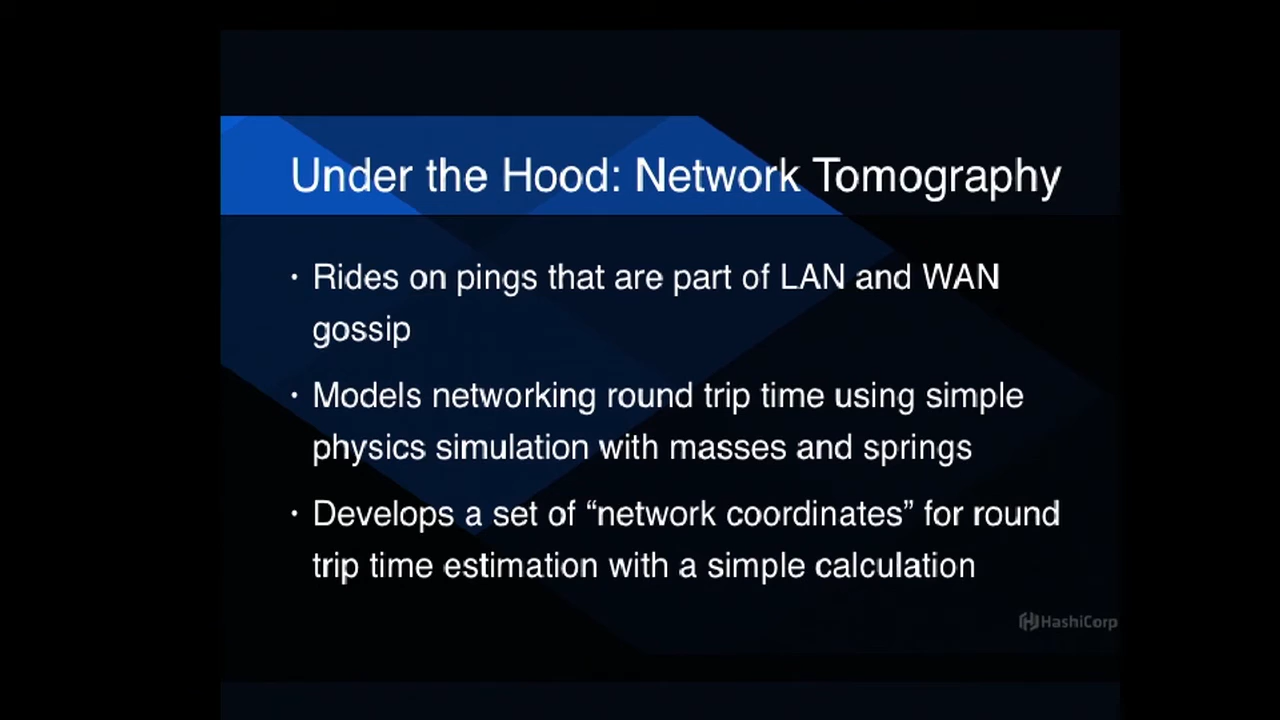 Under the Hood: Network Tomography
• Rides on pings that are part of LAN and WAN
gossip
• Models networking round trip time using simple
physics simulation with masses and springs
• Develops a set of “network coordinates” for round
trip time estimation with a simple calculation
HashiCorp